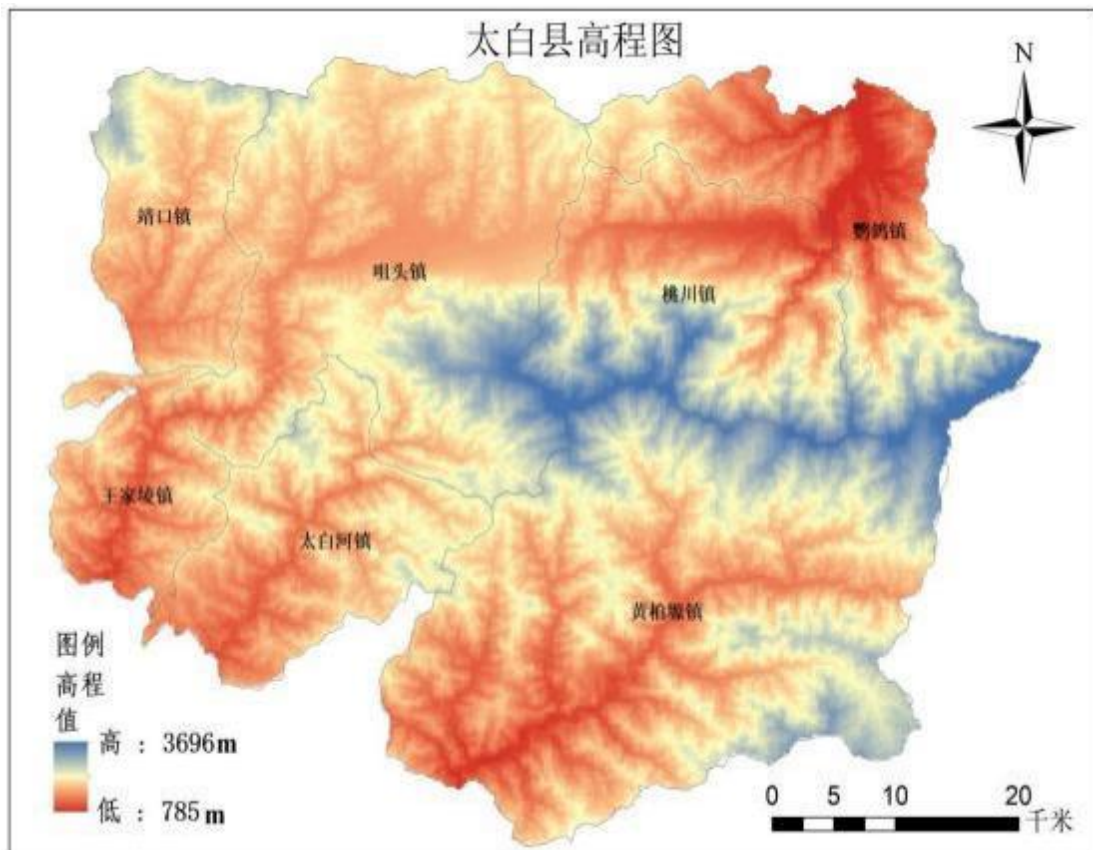 太白县高程图
N
靖口镇
鹦鸽镇
咀头镇
桃川镇
王家堎镇
太白河镇
黄柏塬镇
图例
高程
值
高 : 3696m
低 : 785m
0 5 10 20
千米